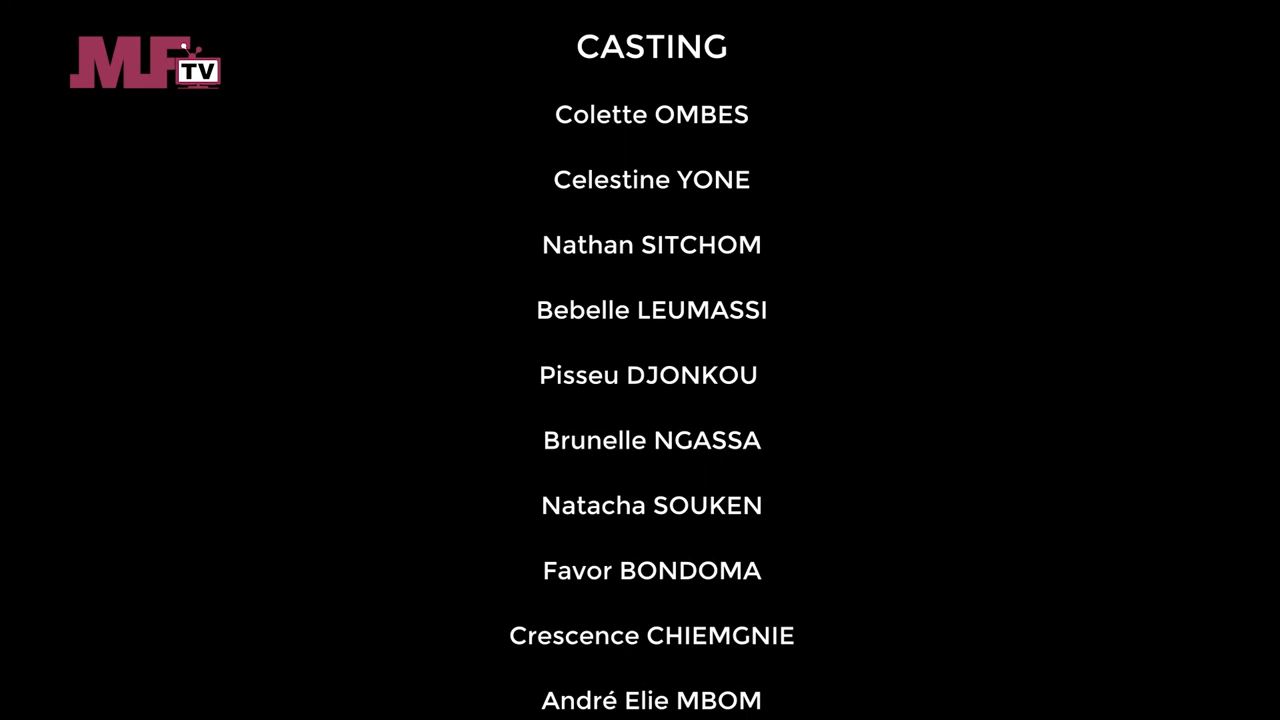 MF TV
CASTING
Colette OMBES
Celestine YONE
Nathan SITCHOM
Bebelle LEUMASSI
Pisseu DJONKOU
Brunelle NGASSA
Natacha SOUKEN
Favor BONDOMA
Crescence CHIEMGNIE
André Elie MBOM